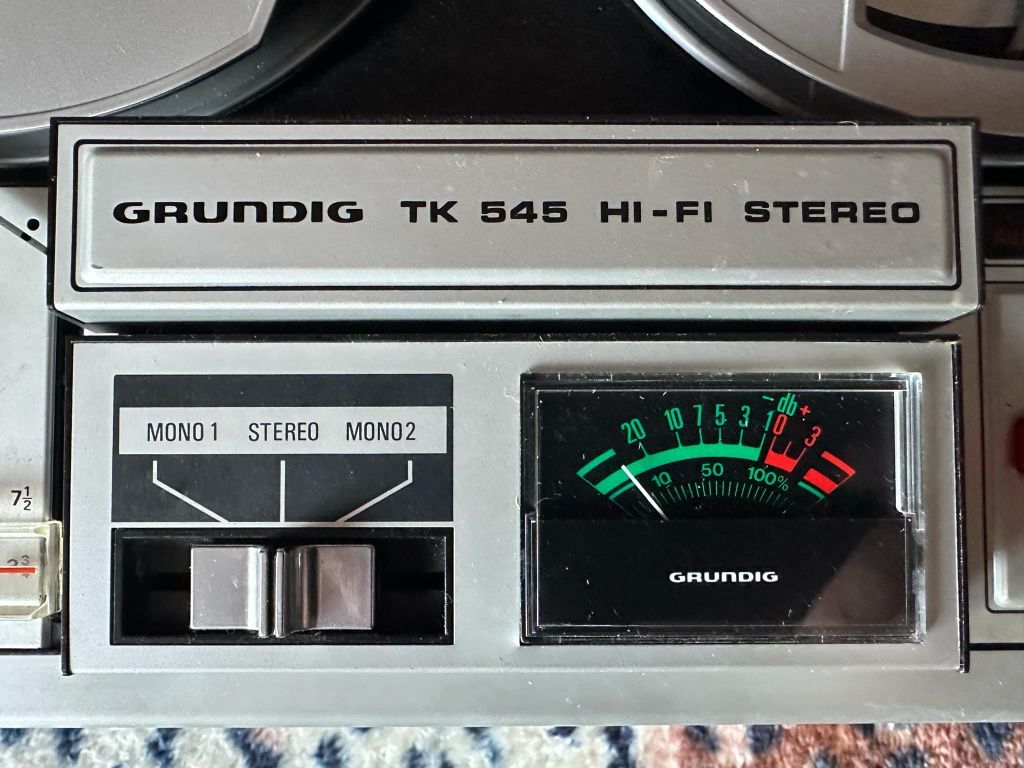 GRUNDIG TK 545 HI-FI STEREO
MONO 1 STEREO MONO 2
- db +
20 10 7 5 3 1 0 3
10 50 100%
7½
GRUNDIG